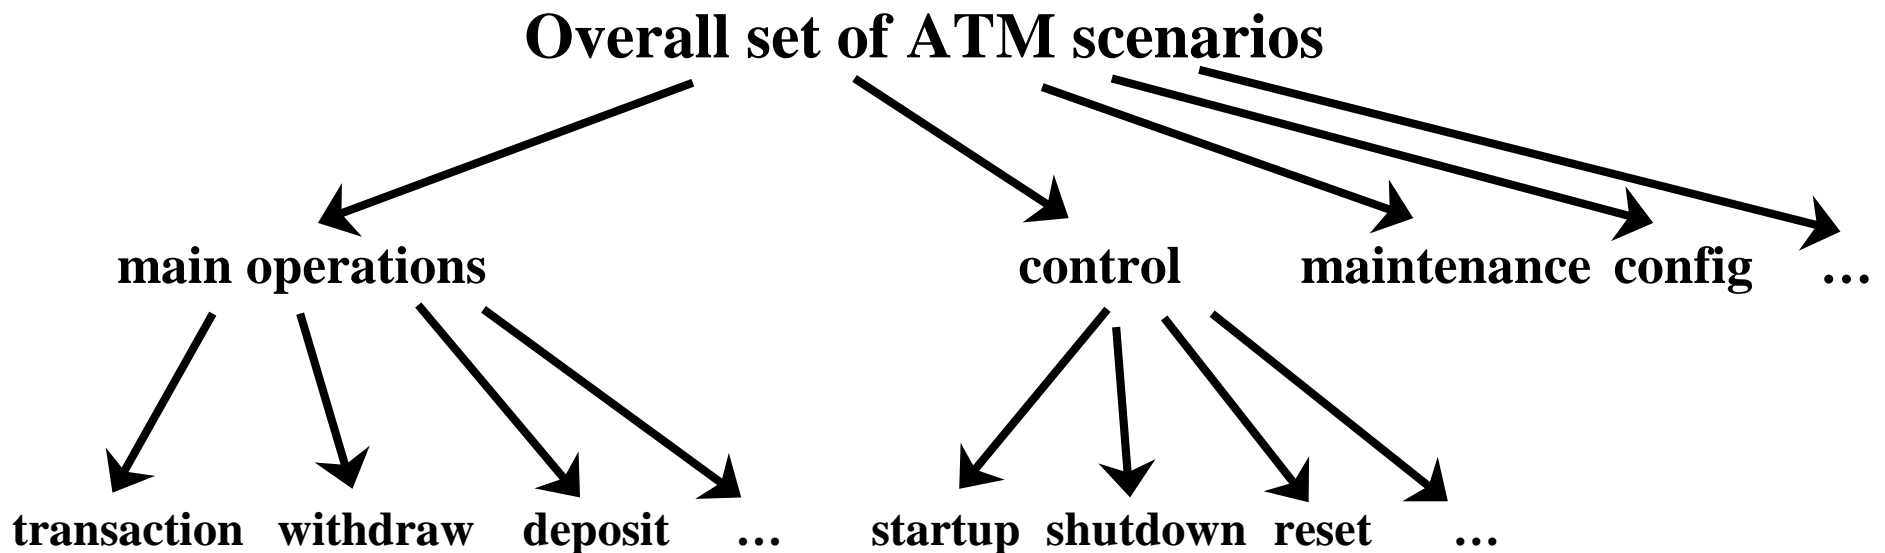 Overall set of ATM scenarios
main operations control maintenance config …
transaction withdraw deposit … startup shutdown reset …